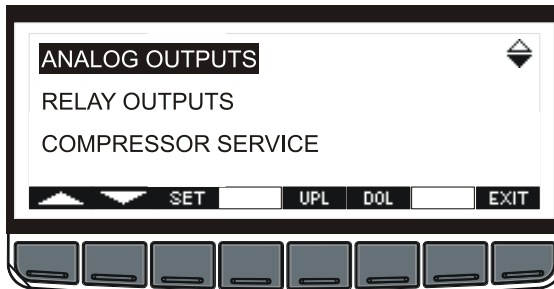 ANALOG OUTPUTS
RELAY OUTPUTS
COMPRESSOR SERVICE
SET UPL DOL EXIT